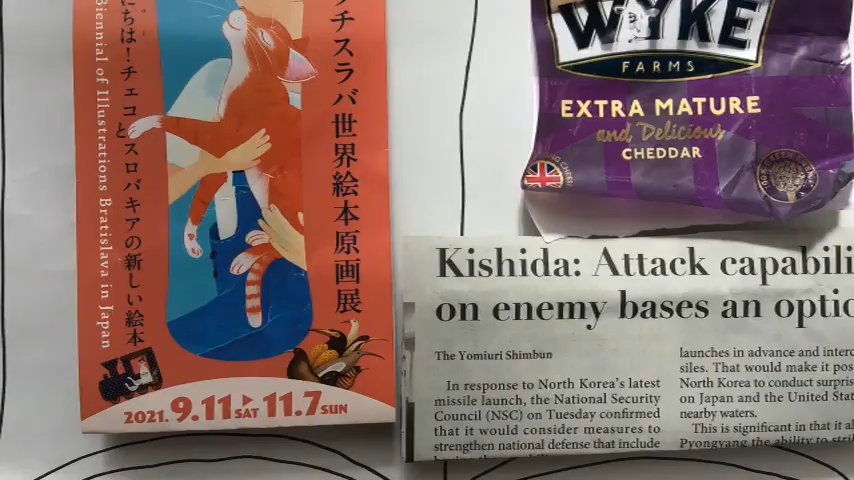 チスラバ世界絵本原画展
にちは！チェコとスロバキアの新しい絵本
Biennial of Illustrations Bratislava in Japan
2021. 9.11 SAT 11.7 SUN
WYKE
FARMS
EXTRA MATURE
and Delicious
CHEDDAR
Kishida: Attack capabili
on enemy bases an optio
The Yomiuri Shimbun
In response to North Korea's latest
missile launch, the National Security
Council (NSC) on Tuesday confirmed
that it would consider measures to
strengthen national defense that include
launches in advance and interc
siles. That would make it pos
North Korea to conduct surpris
on Japan and the United Stat
nearby waters.
This is significant in that it al
Pyongyang the ability to stri